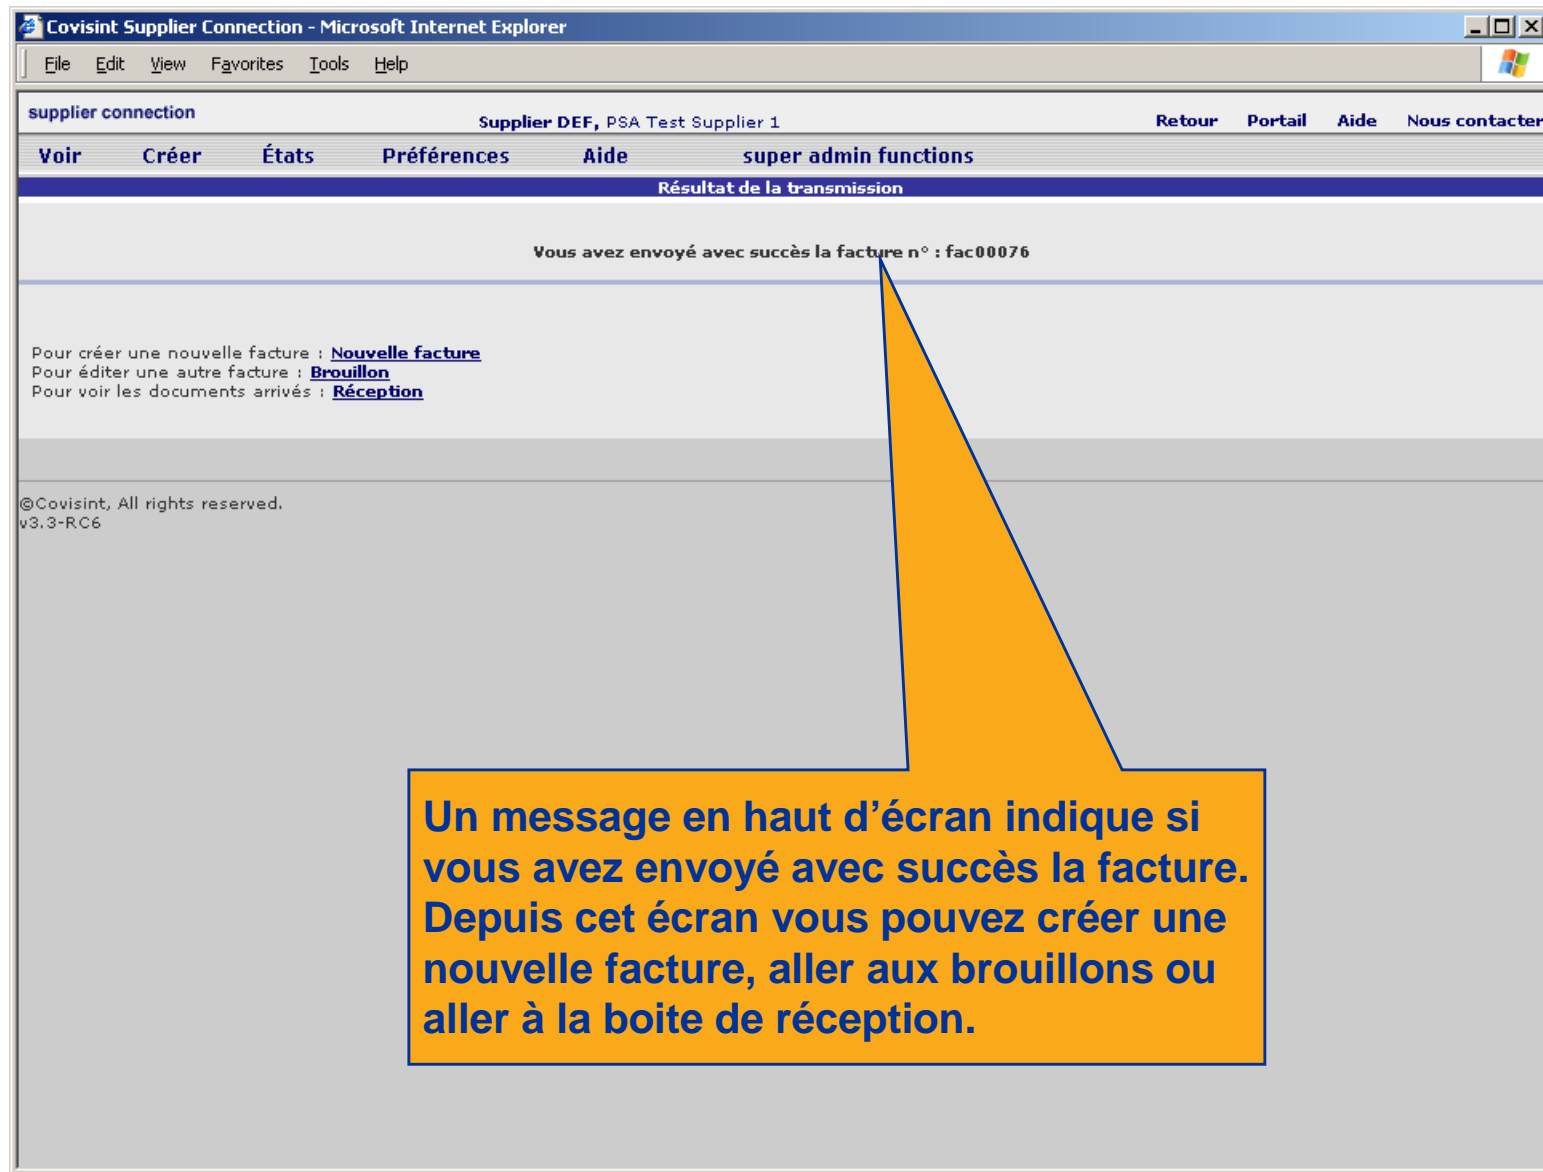 Covisint Supplier Connection - Microsoft Internet Explorer
File Edit View Favorites Tools Help
supplier connection Supplier DEF, PSA Test Supplier 1 Retour Portail Aide Nous contacter
Voir Créer États Préférences Aide super admin functions
Résultat de la transmission
Vous avez envoyé avec succès la facture n° : fac00076
Pour créer une nouvelle facture : Nouvelle facture
Pour éditer une autre facture : Brouillon
Pour voir les documents arrivés : Réception
©Covisint, All rights reserved.
v3.3-RC6
Un message en haut d’écran indique si
vous avez envoyé avec succès la facture.
Depuis cet écran vous pouvez créer une
nouvelle facture, aller aux brouillons ou
aller à la boite de réception.